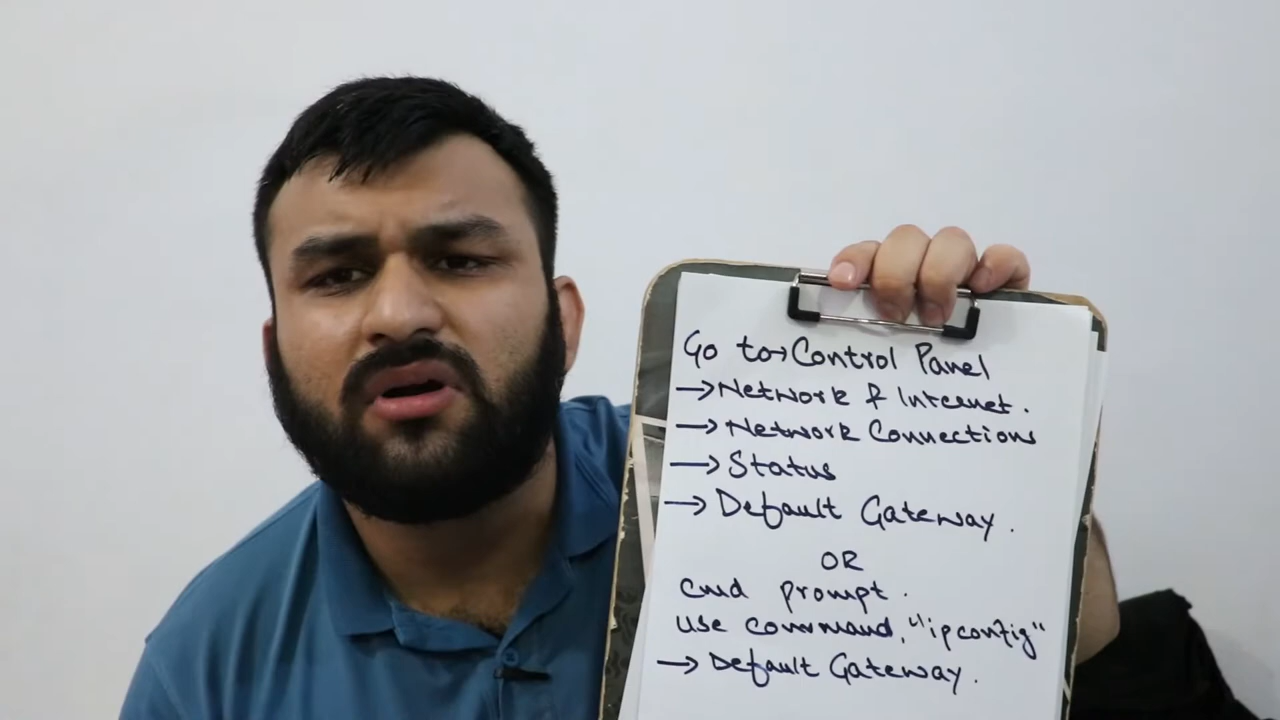 Go to→Control Panel
→Network & Internet.
→Network Connections
→Status
→Default Gateway.
OR
cmd prompt.
use command, "ipconfig"
→Default Gateway.